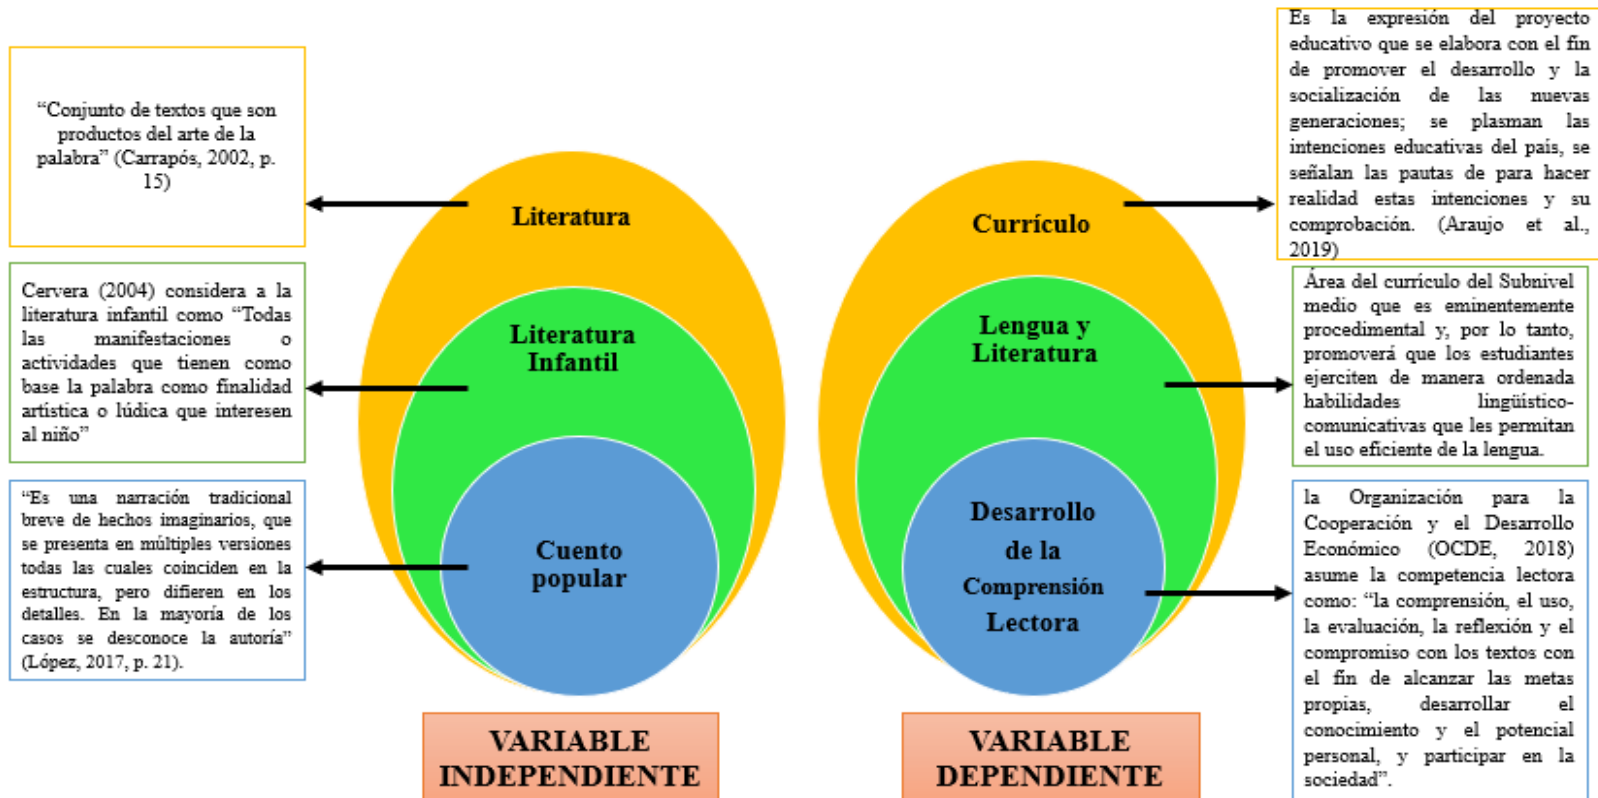 “Conjunto de textos que son
productos del arte de la
palabra” (Carrapós, 2002, p.
15)
Cervera (2004) considera a la
literatura infantil como “Todas
las manifestaciones o
actividades que tienen como
base la palabra como finalidad
artística o lúdica que interesen
al niño”
“Es una narración tradicional
breve de hechos imaginarios, que
se presenta en múltiples versiones
todas las cuales coinciden en la
estructura, pero difieren en los
detalles. En la mayoría de los
casos se desconoce la autoría”
(López, 2017, p. 21).
Literatura
Literatura
Infantil
Cuento
popular
VARIABLE
INDEPENDIENTE
Currículo
Lengua y
Literatura
Desarrollo
de la
Comprensión
Lectora
VARIABLE
DEPENDIENTE
Es la expresión del proyecto
educativo que se elabora con el fin
de promover el desarrollo y la
socialización de las nuevas
generaciones; se plasman las
intenciones educativas del país, se
señalan las pautas de para hacer
realidad estas intenciones y su
comprobación. (Araujo et al.,
2019)
Área del currículo del Subnivel
medio que es eminentemente
procedimental y, por lo tanto,
promoverá que los estudiantes
ejerciten de manera ordenada
habilidades lingüístico-
comunicativas que les permitan
el uso eficiente de la lengua.
la Organización para la
Cooperación y el Desarrollo
Económico (OCDE, 2018)
asume la competencia lectora
como: “la comprensión, el uso,
la evaluación, la reflexión y el
compromiso con los textos con
el fin de alcanzar las metas
propias, desarrollar el
conocimiento y el potencial
personal, y participar en la
sociedad”.